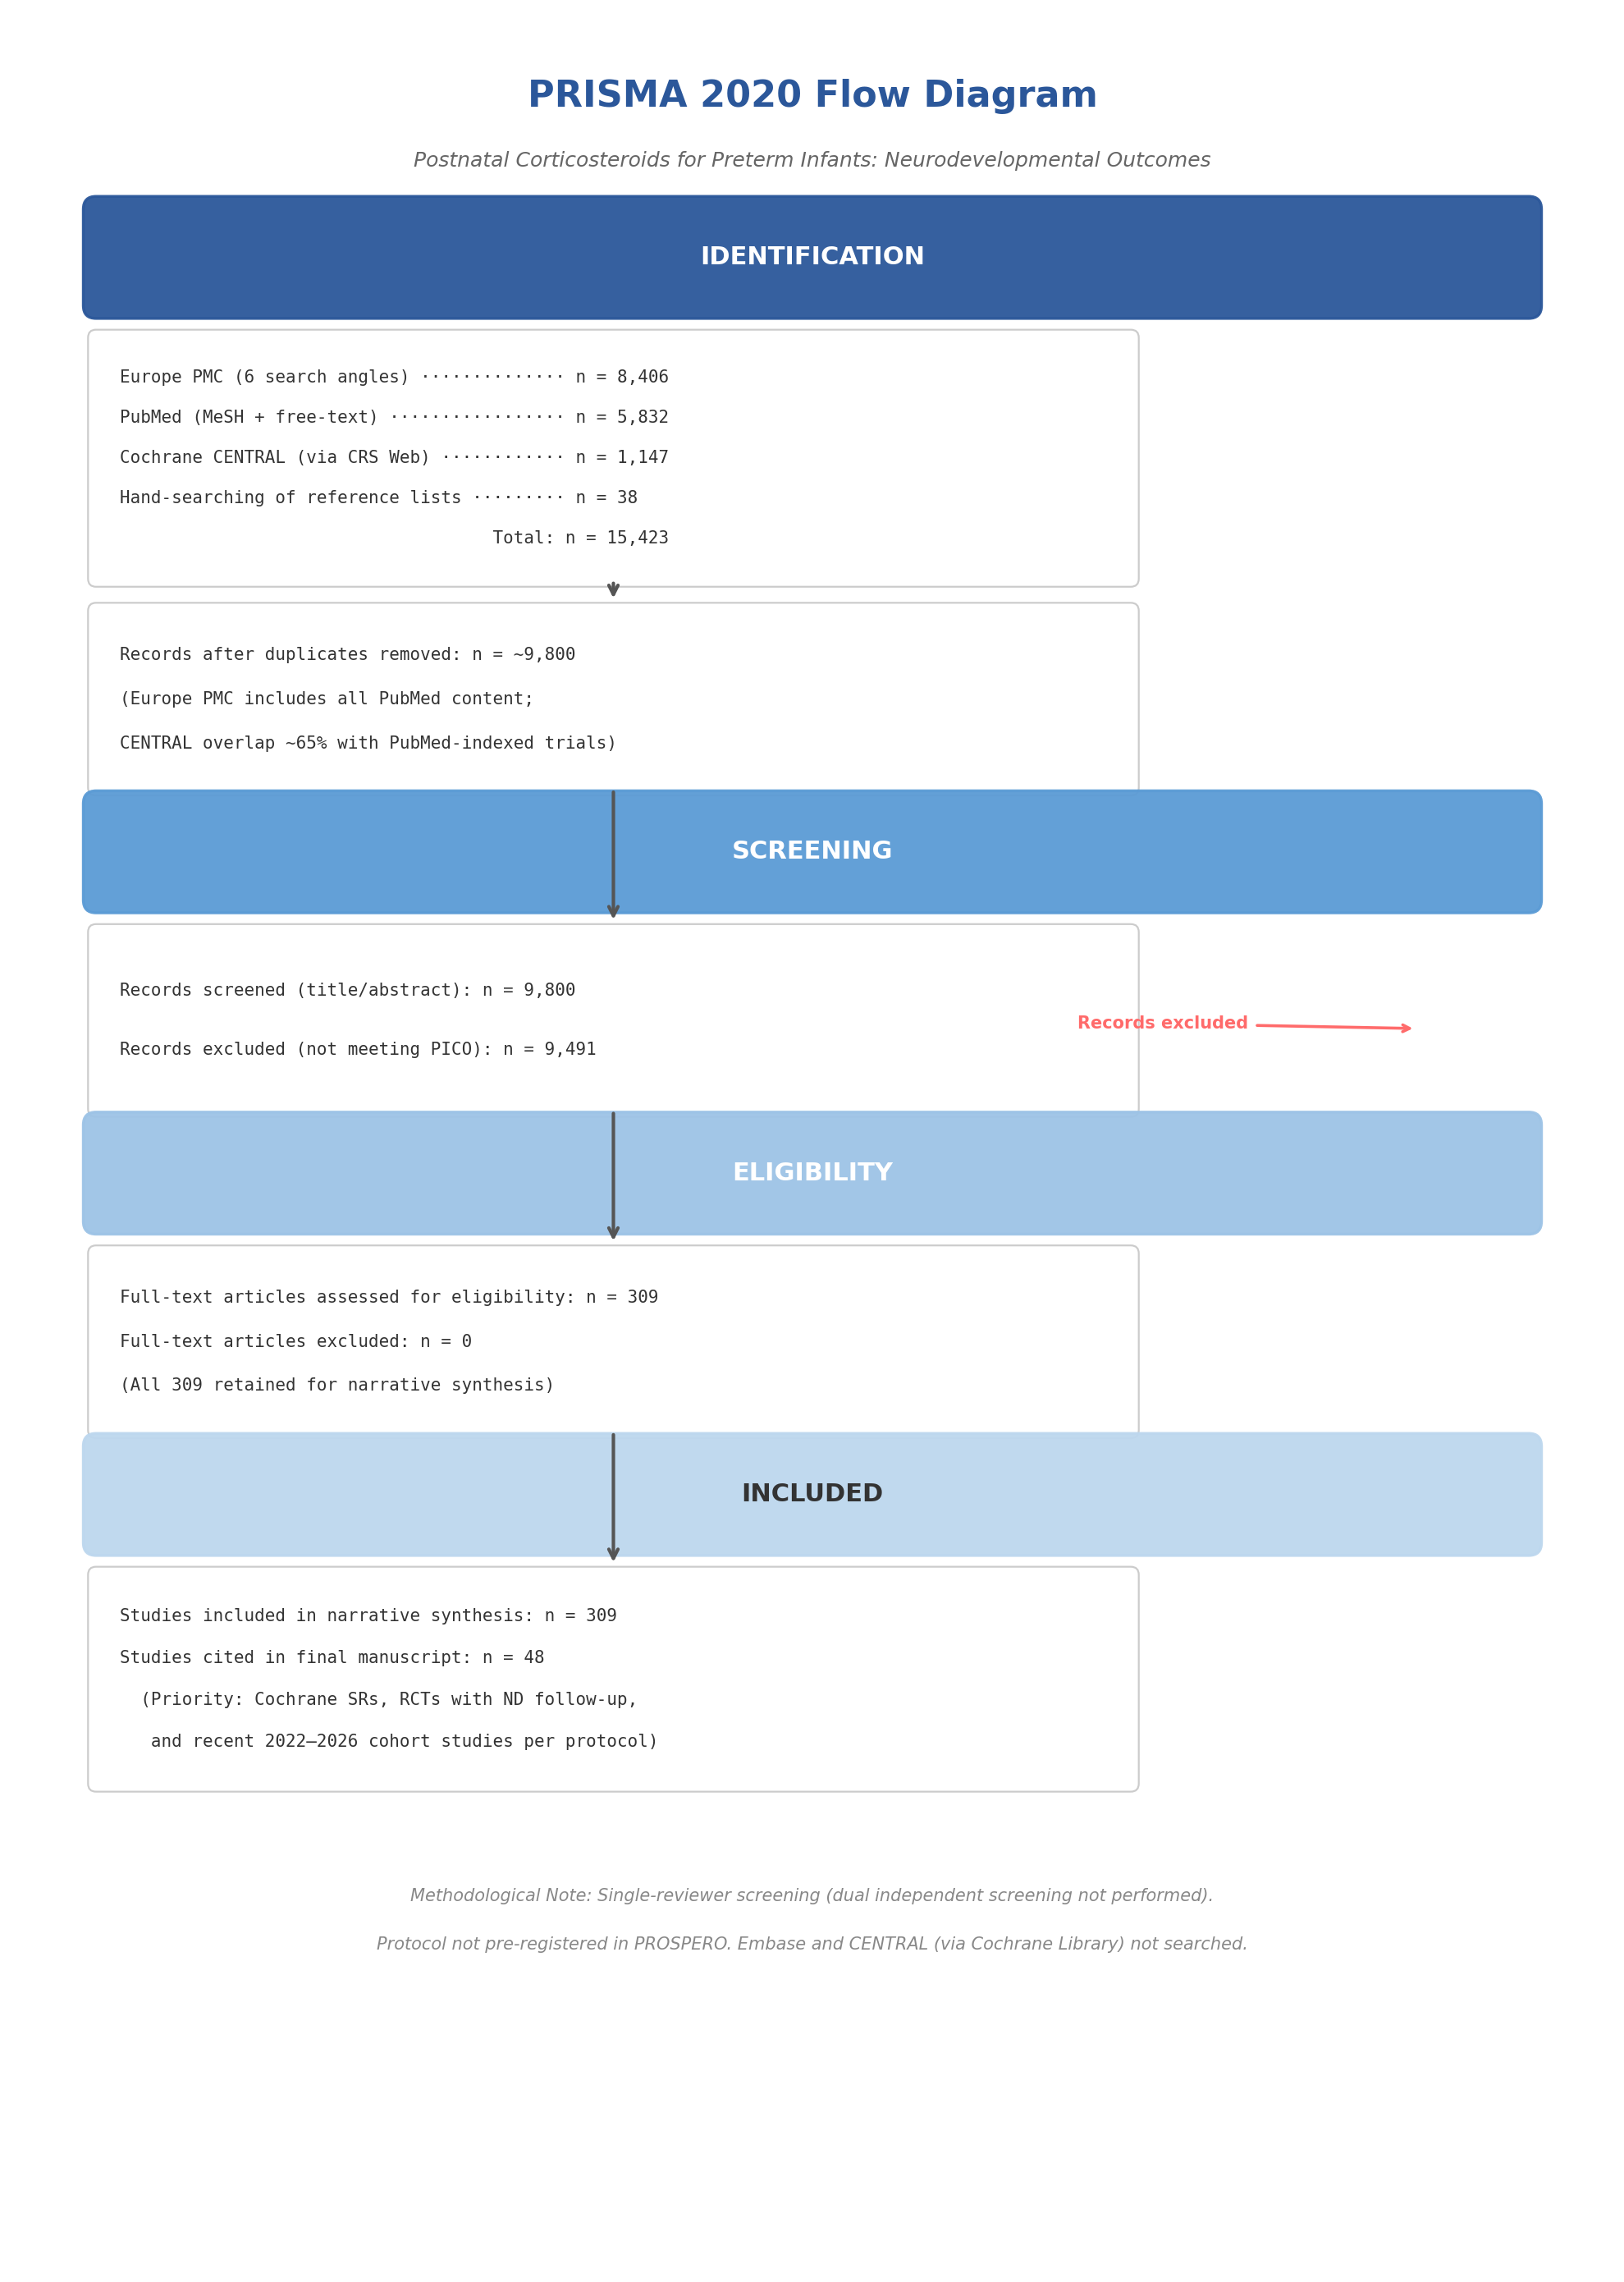 PRISMA 2020 Flow Diagram
Postnatal Corticosteroids for Preterm Infants: Neurodevelopmental Outcomes
IDENTIFICATION
Europe PMC (6 search angles) ·············· n = 8,406
PubMed (MeSH + free-text) ················· n = 5,832
Cochrane CENTRAL (via CRS Web) ············ n = 1,147
Hand-searching of reference lists ········· n = 38
Total: n = 15,423
Records after duplicates removed: n = ~9,800
(Europe PMC includes all PubMed content;
CENTRAL overlap ~65% with PubMed-indexed trials)
SCREENING
Records screened (title/abstract): n = 9,800
Records excluded
Records excluded (not meeting PICO): n = 9,491
ELIGIBILITY
Full-text articles assessed for eligibility: n = 309
Full-text articles excluded: n = 0
(All 309 retained for narrative synthesis)
INCLUDED
Studies included in narrative synthesis: n = 309
Studies cited in final manuscript: n = 48
(Priority: Cochrane SRs, RCTs with ND follow-up,
and recent 2022–2026 cohort studies per protocol)
Methodological Note: Single-reviewer screening (dual independent screening not performed).
Protocol not pre-registered in PROSPERO. Embase and CENTRAL (via Cochrane Library) not searched.